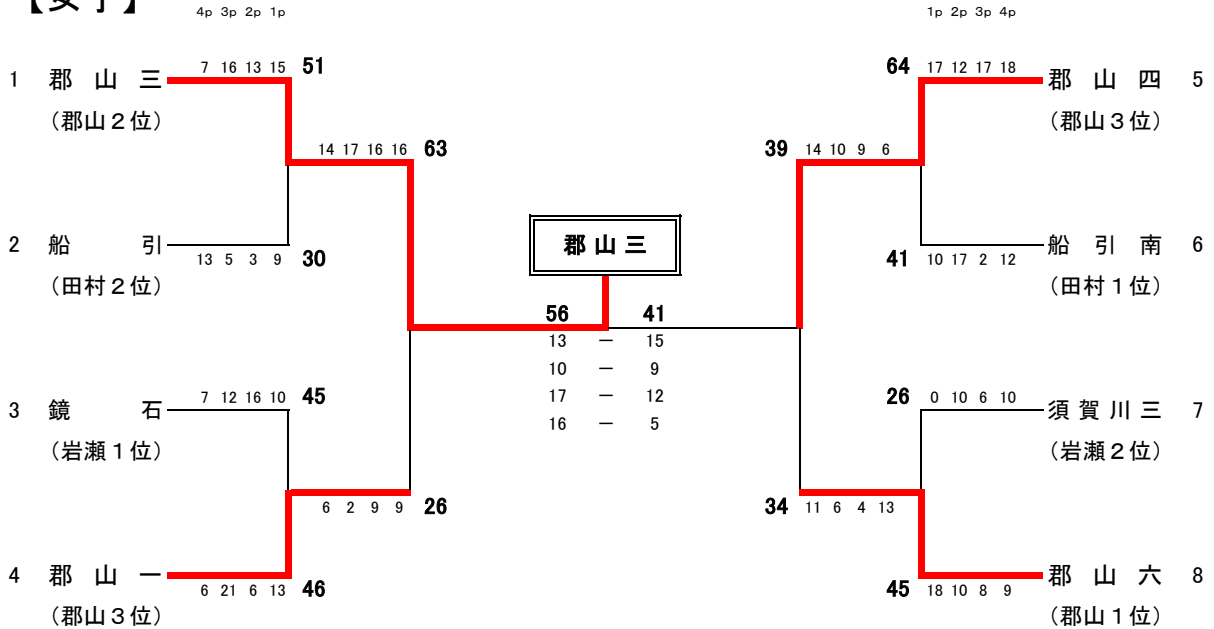 【女子】
4p 3p 2p 1p
1p 2p 3p 4p
7 16 13 15 51
64 17 12 17 18
1 郡山三
郡山四 5
(郡山2位)
(郡山3位)
14 17 16 16 63
39 14 10 9 6
郡山三
2 船引
船引南 6
13 5 3 9 30
41 10 17 2 12
(田村2位)
(田村1位)
56 41
13 － 15
10 － 9
17 － 12
16 － 5
7 12 16 10 45
26 0 10 6 10
3 鏡石
須賀川三 7
(岩瀬1位)
(岩瀬2位)
6 2 9 9 26
34 11 6 4 13
4 郡山一
郡山六 8
6 21 6 13 46
45 18 10 8 9
(郡山3位)
(郡山1位)